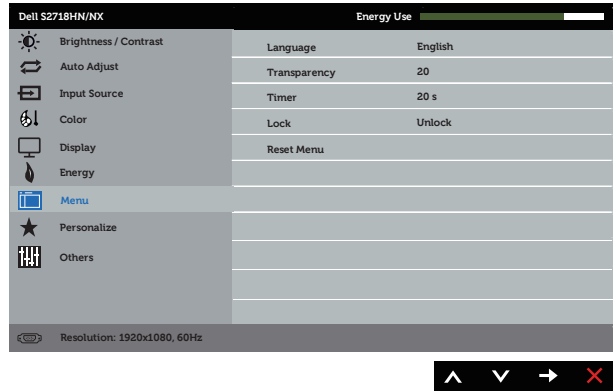 Dell S2718HN/NX Energy Use
Brightness / Contrast
Auto Adjust
Input Source
Color
Display
Energy
Menu
Personalize
Others
Language English
Transparency 20
Timer 20 s
Lock Unlock
Reset Menu
Resolution: 1920x1080, 60Hz